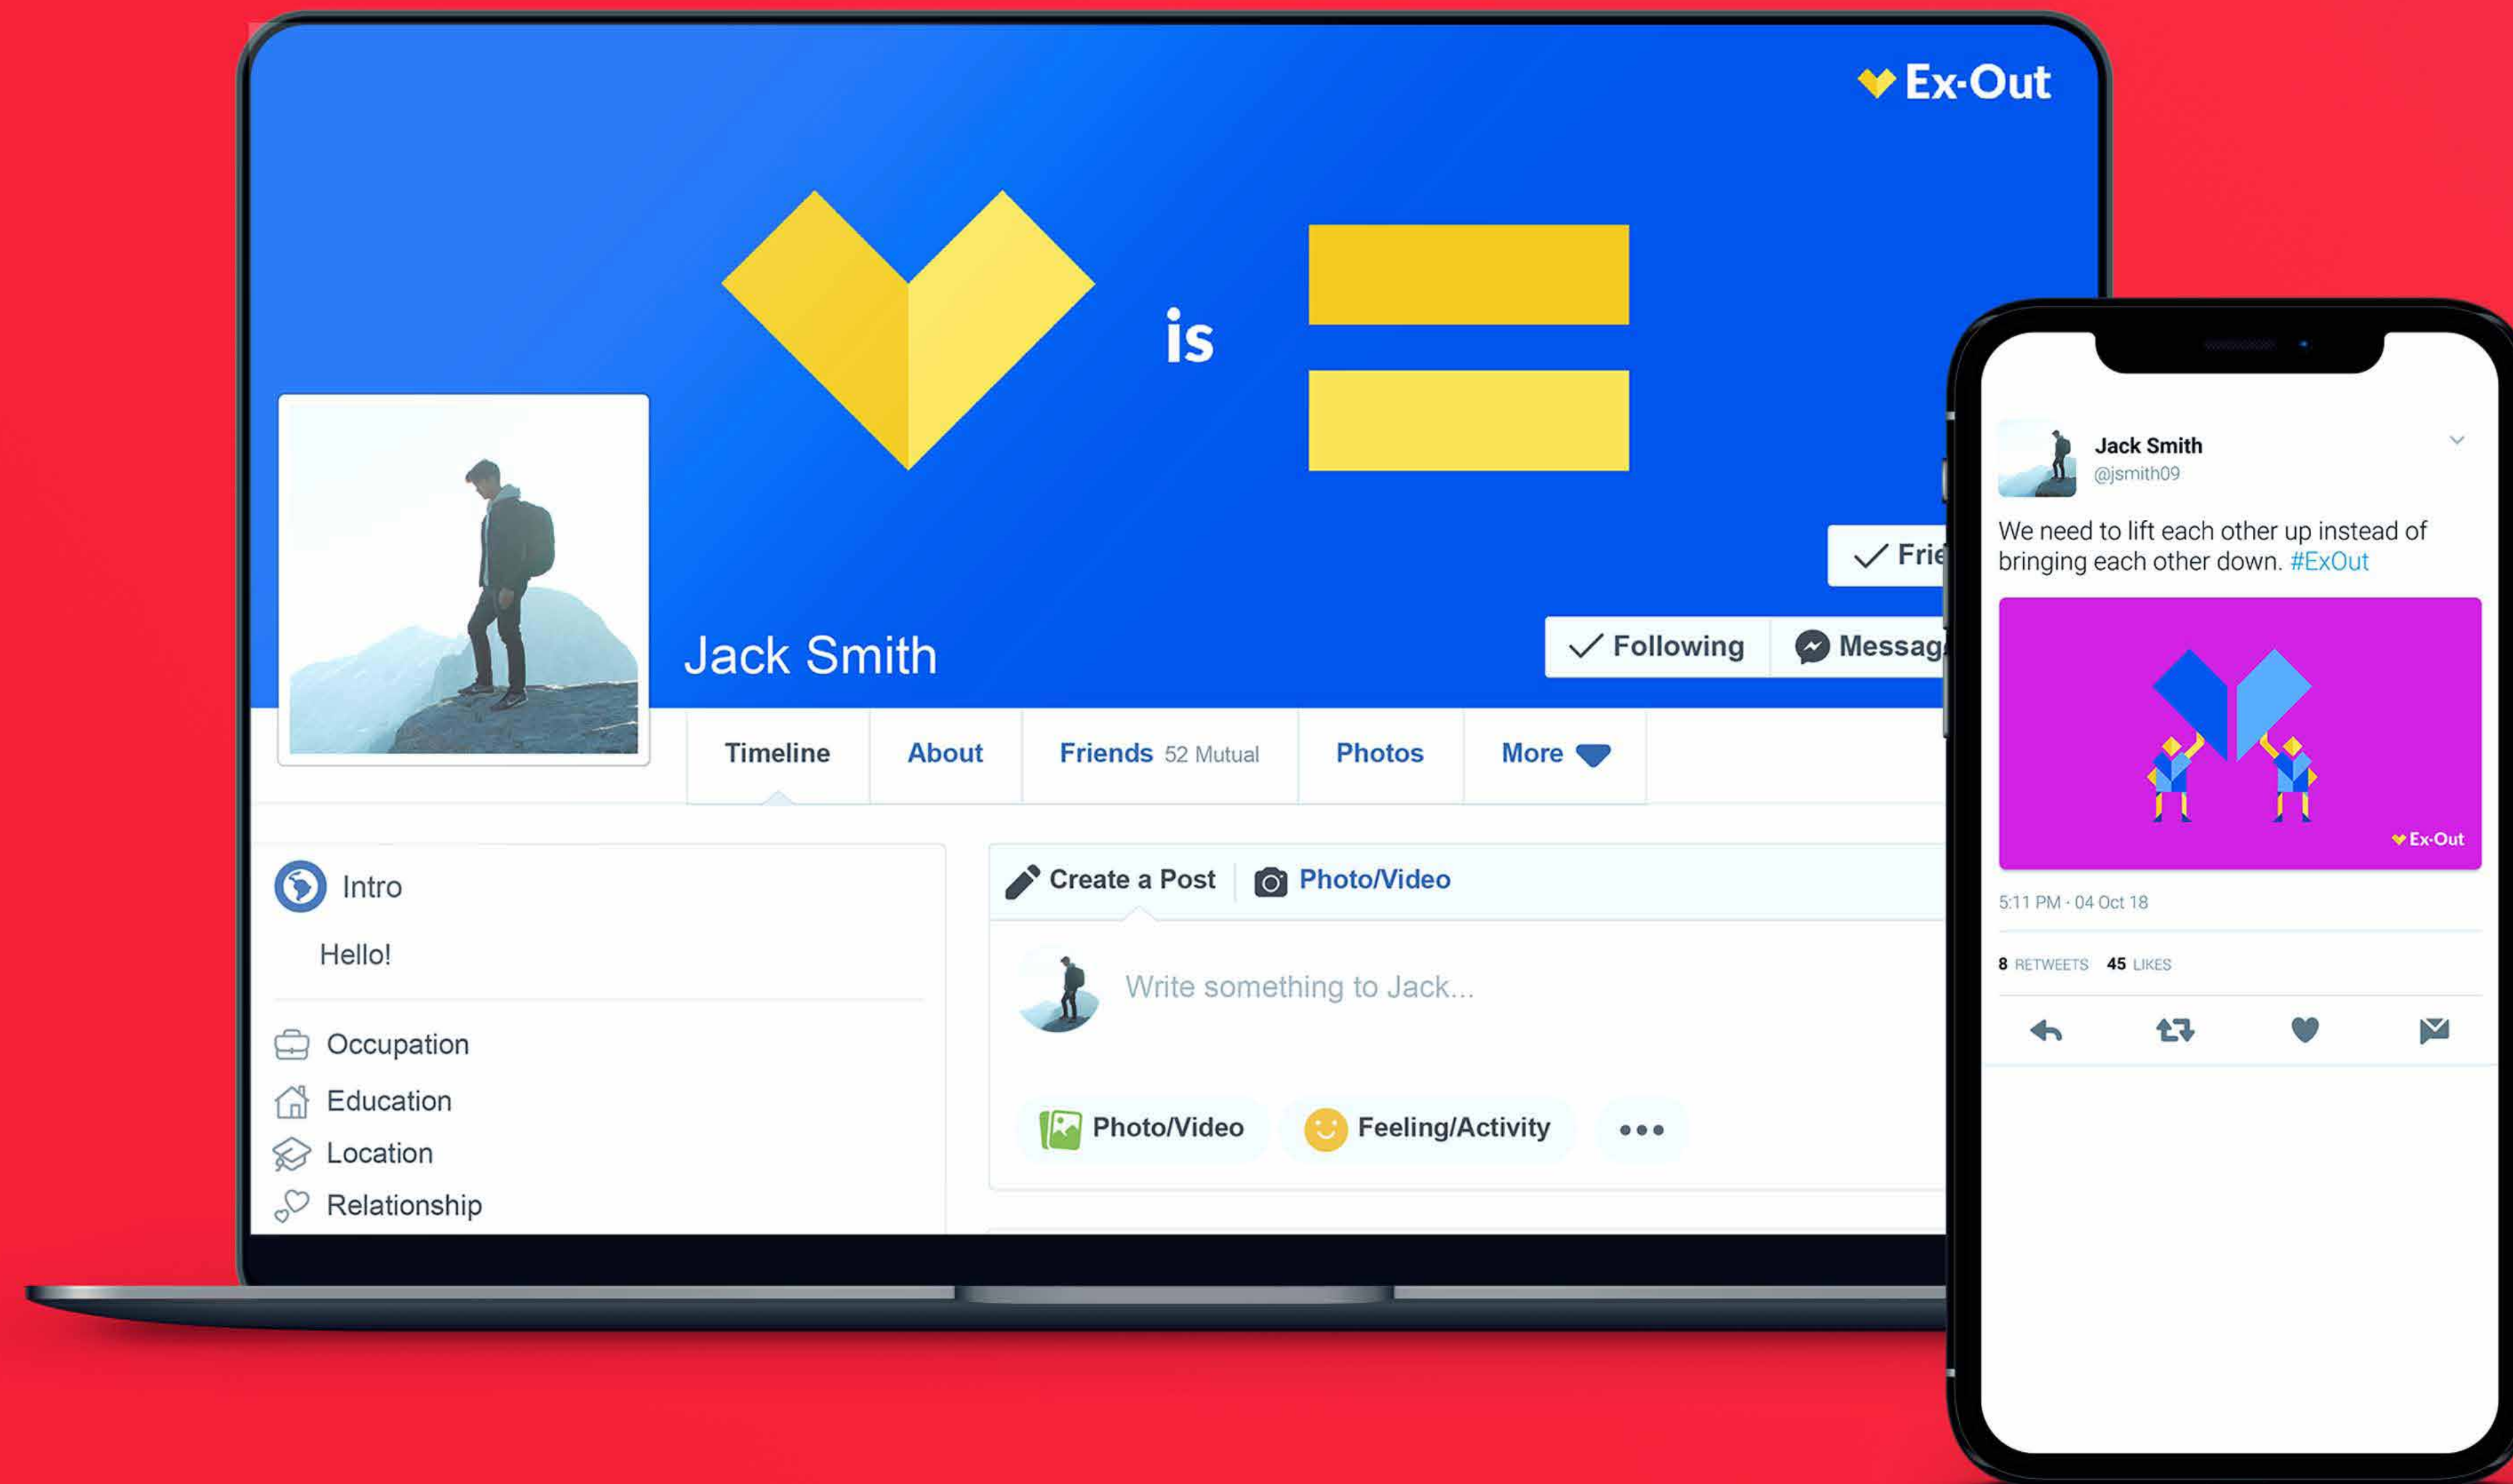 Ex-Out
is
Jack Smith
Following
Timeline
About
Friends 52 Mutual
Photos
More
Intro
Hello!
Occupation
Education
Location
Relationship
Create a Post
Photo/Video
Write something to Jack...
Photo/Video
Feeling/Activity
Jack Smith
@jsmith09
We need to lift each other up instead of
bringing each other down. #ExOut
Ex-Out
5:11 PM · 04 Oct 18
8 RETWEETS 45 LIKES